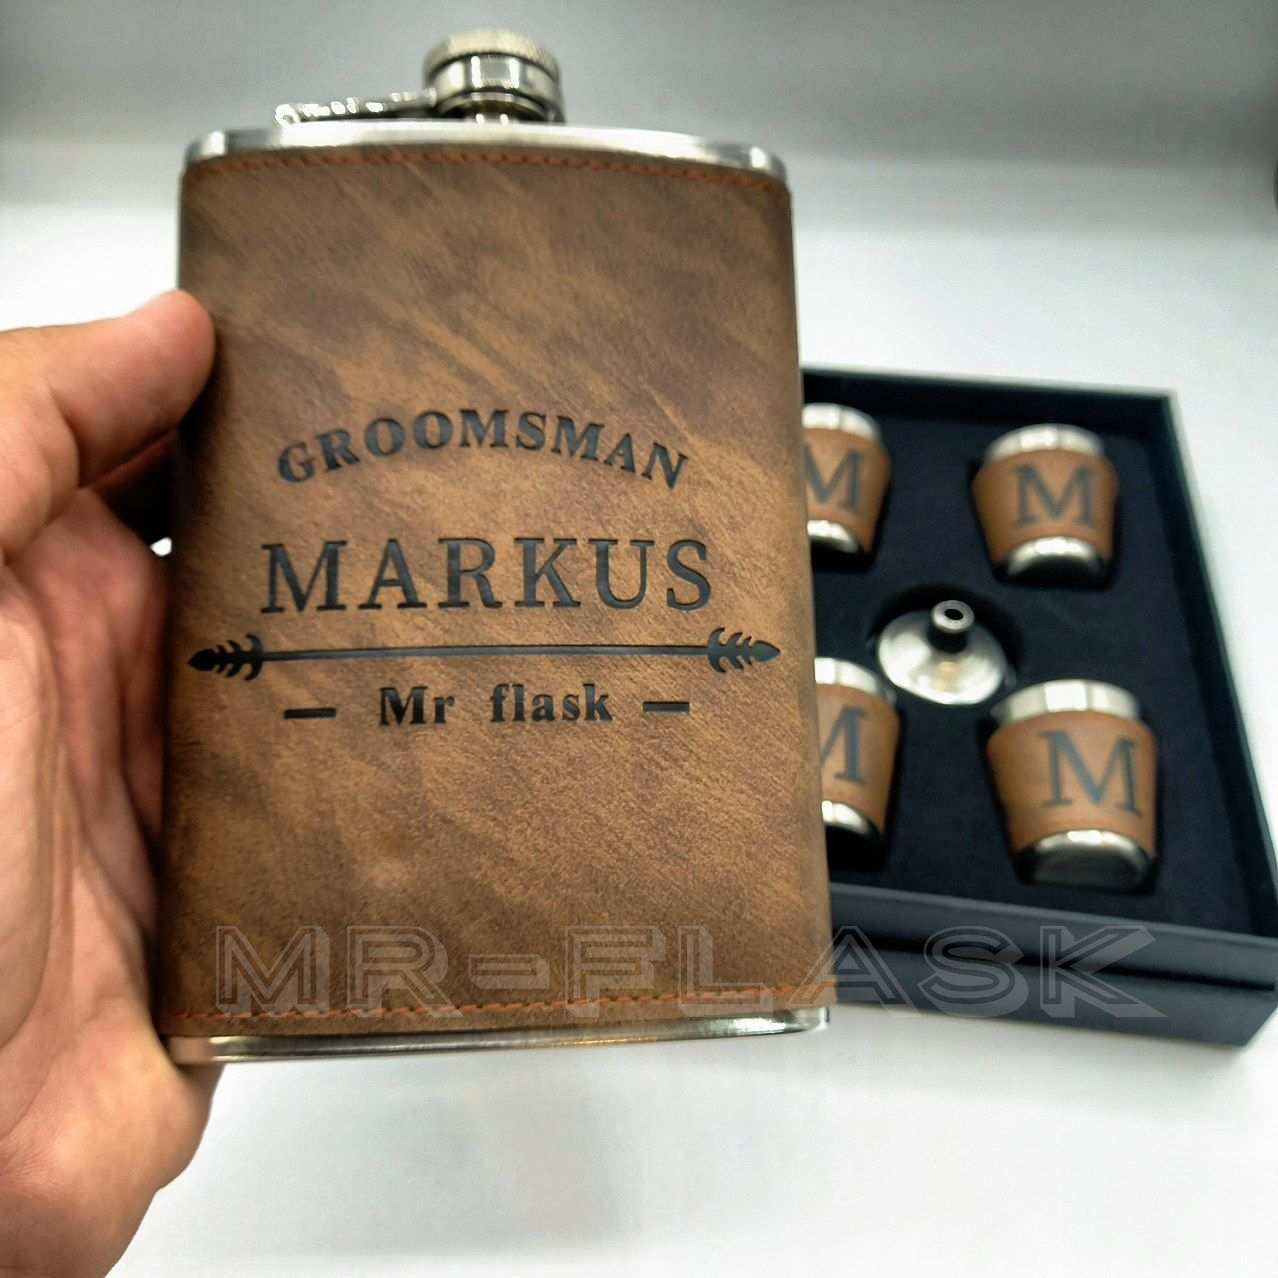 GROOMSMAN
MARKUS
— Mr flask —
M
M
M
M
MR-FLASK